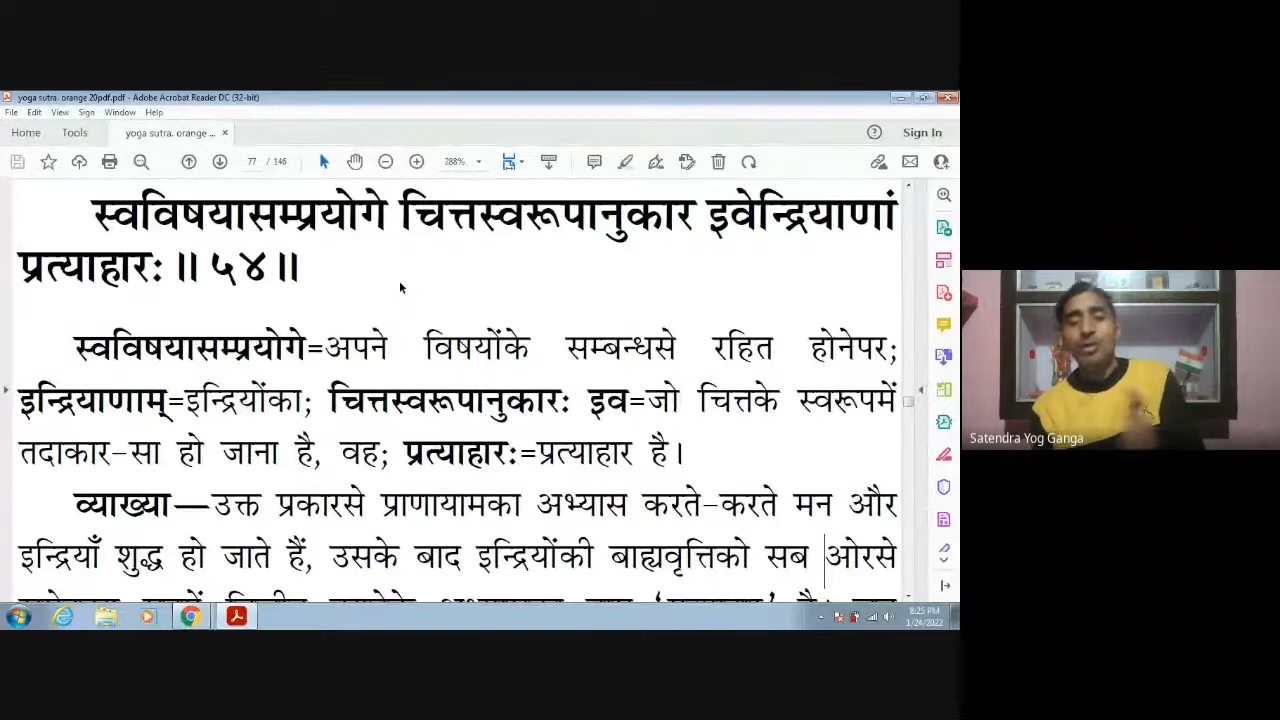 yoga sutra. orange 20pdf.pdf - Adobe Acrobat Reader DC (32-bit)
File Edit View Sign Window Help
Home Tools yoga sutra. orange ... × Sign In
77 / 146 288%
स्वविषयासम्प्रयोगे चित्तस्वरूपानुकार इवेन्द्रियाणां
प्रत्याहारः ॥ ५४ ॥
स्वविषयासम्प्रयोगे=अपने विषयोंके सम्बन्धसे रहित होनेपर;
इन्द्रियाणाम्=इन्द्रियोंका; चित्तस्वरूपानुकारः इव=जो चित्तके स्वरूपमें
तदाकार-सा हो जाना है, वह; प्रत्याहारः=प्रत्याहार है।
व्याख्या—उक्त प्रकारसे प्राणायामका अभ्यास करते-करते मन और
इन्द्रियाँ शुद्ध हो जाते हैं, उसके बाद इन्द्रियोंकी बाह्यवृत्तिको सब ओरसे
Satendra Yog Ganga
8:25 PM
1/24/2022